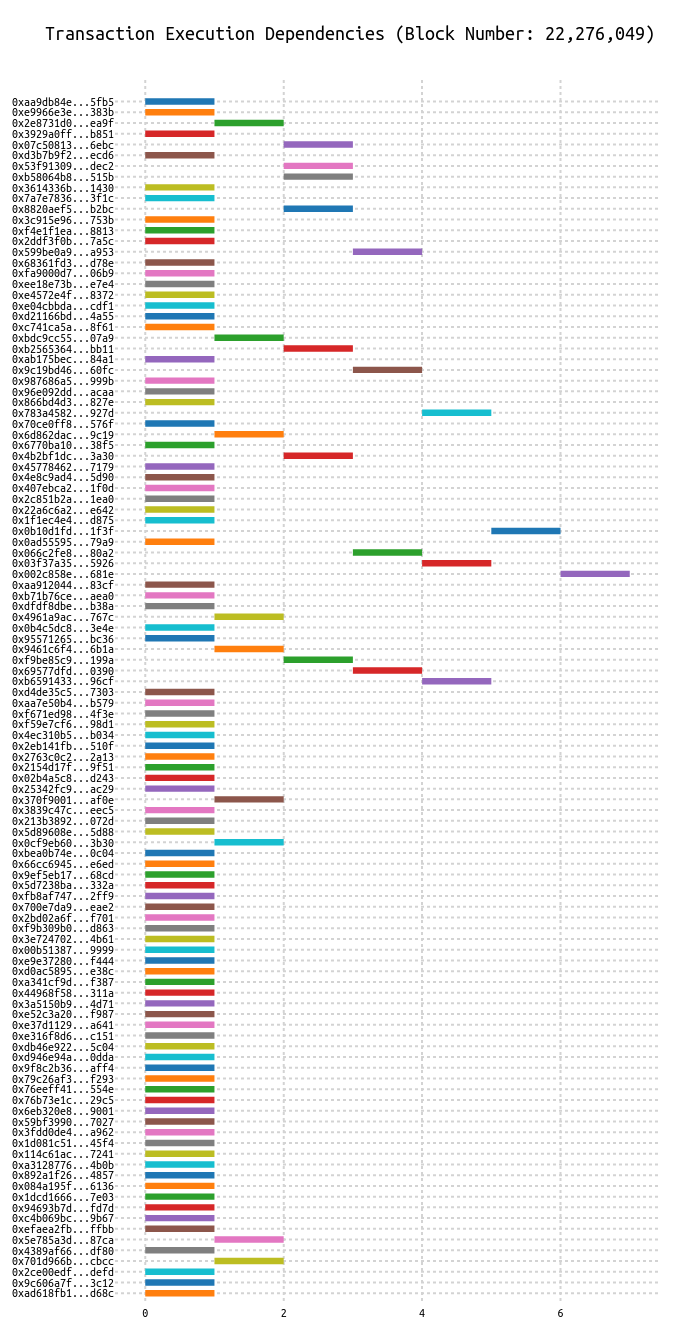 Transaction Execution Dependencies (Block Number: 22,276,049)
0xaa9db84e...5fb5
0xe9966e3e...383b
0x2e8731d0...ea9f
0x3929a0ff...b851
0x07c50813...6ebc
0xd3b7b9f2...ecd6
0x53f91309...dec2
0xb58064b8...515b
0x3614336b...1430
0x7a7e7836...3f1c
0x8820aef5...b2bc
0x3c915e96...753b
0xf4e1f1ea...8813
0x2ddf3f0b...7a5c
0x599be0a9...a953
0x68361fd3...d78e
0xfa9000d7...06b9
0xee18e73b...e7e4
0xe4572e4f...8372
0xe04cbbda...cdf1
0xd21166bd...4a55
0xc741ca5a...8f61
0xbdc9cc55...07a9
0xb2565364...bb11
0xab175bec...84a1
0x9c19bd46...60fc
0x987686a5...999b
0x96e092dd...acaa
0x866bd4d3...827e
0x783a4582...927d
0x70ce0ff8...576f
0x6d862dac...9c19
0x6770ba10...38f5
0x4b2bf1dc...3a30
0x45778462...7179
0x4e8c9ad4...5d90
0x407ebca2...1f0d
0x2c851b2a...1ea0
0x22a6c6a2...e642
0x1f1ec4e4...d875
0x0b10d1fd...1f3f
0x0ad55595...79a9
0x066c2fe8...80a2
0x03f37a35...5926
0x002c858e...681e
0xaa912044...83cf
0xb71b76ce...aea0
0xdfdf8dbe...b38a
0x4961a9ac...767c
0x0b4c5dc8...3e4e
0x95571265...bc36
0x9461c6f4...6b1a
0xf9be85c9...199a
0x69577dfd...0390
0xb6591433...96cf
0xd4de35c5...7303
0xaa7e50b4...b579
0xf671ed98...4f3e
0xf59e7cf6...98d1
0x4ec310b5...b034
0x2eb141fb...510f
0x2763c0c2...2a13
0x2154d17f...9f51
0x02b4a5c8...d243
0x25342fc9...ac29
0x370f9001...af0e
0x3839c47c...eec5
0x213b3892...072d
0x5d89608e...5d88
0x0cf9eb60...3b30
0xbea0b74e...0c04
0x66cc6945...e6ed
0x9ef5eb17...68cd
0x5d7238ba...332a
0xfb8af747...2ff9
0x700e7da9...eae2
0x2bd02a6f...f701
0xf9b309b0...d863
0x3e724702...4b61
0x00b51387...9999
0xe9e37280...f444
0xd0ac5895...e38c
0xa341cf9d...f387
0x44968f58...311a
0x3a5150b9...4d71
0xe52c3a20...f987
0xe37d1129...a641
0xe316f8d6...c151
0xdb46e922...5c04
0xd946e94a...0dda
0x9f8c2b36...aff4
0x79c26af3...f293
0x76eeff41...554e
0x76b73e1c...29c5
0x6eb320e8...9001
0x59bf3990...7027
0x3fdd0de4...a962
0x1d081c51...45f4
0x114c61ac...7241
0xa3128776...4b0b
0x892a1f26...4857
0x084a195f...6136
0x1dcd1666...7e03
0x94693b7d...fd7d
0xc4b069bc...9b67
0xefaea2fb...ffbb
0x5e785a3d...87ca
0x4389af66...df80
0x701d966b...cbcc
0x2ce00edf...defd
0x9c606a7f...3c12
0xad618fb1...d68c
0 2 4 6